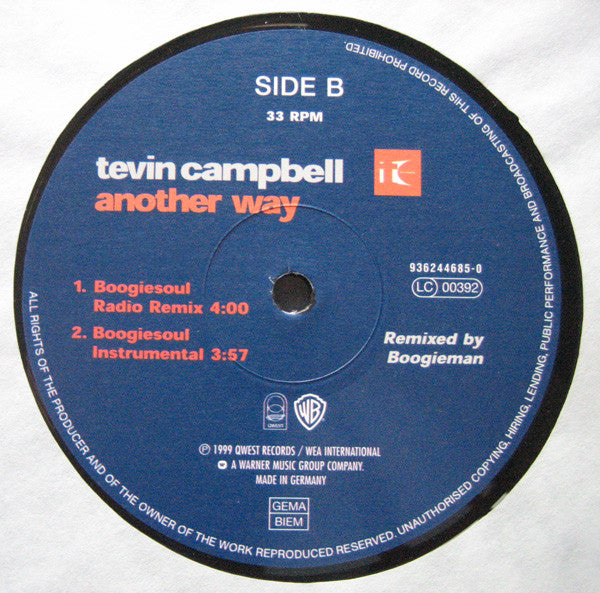 SIDE B
33 RPM
tevin campbell
another way
1. Boogiesoul
Radio Remix 4:00
2. Boogiesoul
Instrumental 3:57
936244685-0
LC 00392
Remixed by
Boogieman
QWEST
WB
℗ 1999 QWEST RECORDS / WEA INTERNATIONAL
A WARNER MUSIC GROUP COMPANY.
MADE IN GERMANY
GEMA
BIEM
ALL RIGHTS OF THE PRODUCER AND OF THE OWNER OF THE WORK REPRODUCED RESERVED. UNAUTHORISED COPYING, HIRING, LENDING, PUBLIC PERFORMANCE AND BROADCASTING OF THIS RECORD PROHIBITED.